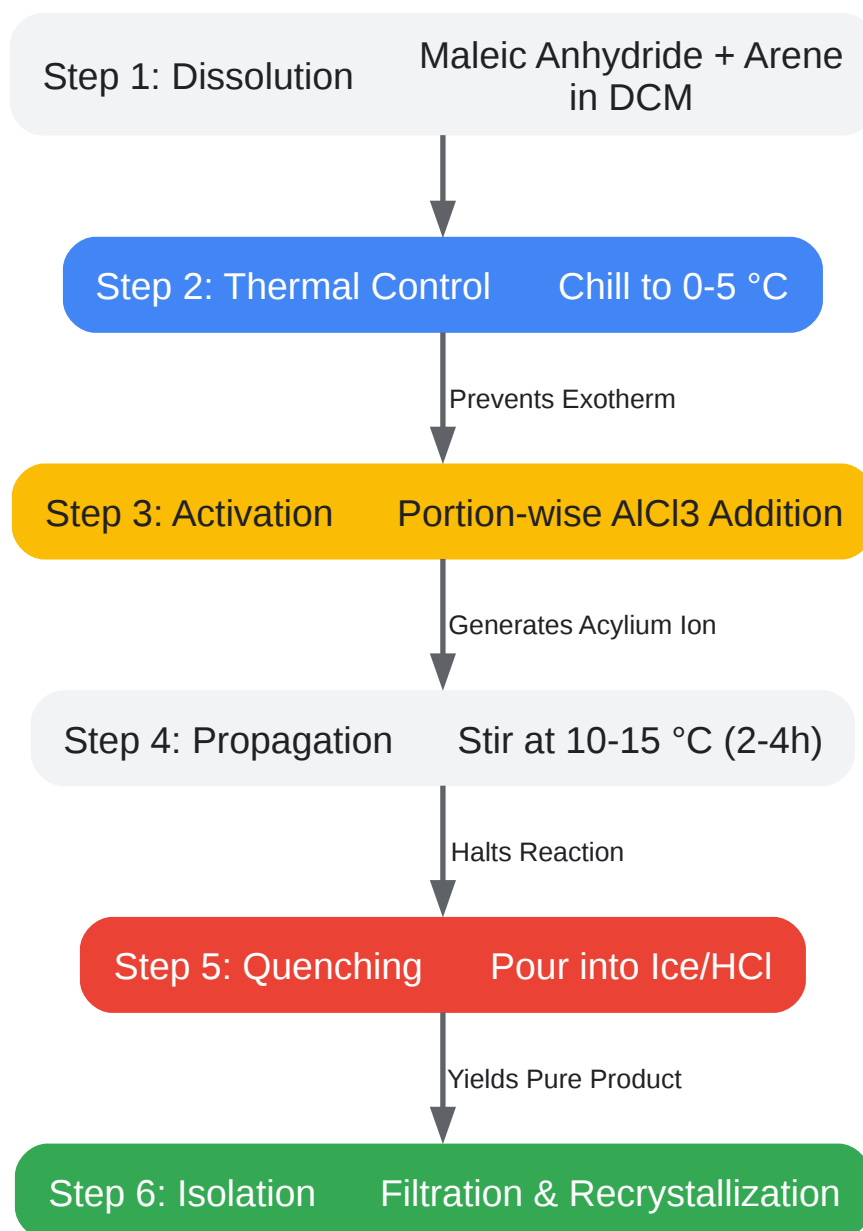 Step 1: Dissolution
Maleic Anhydride + Arene
in DCM
Step 2: Thermal Control
Chill to 0-5 °C
Prevents Exotherm
Step 3: Activation
Portion-wise AlCl3 Addition
Generates Acylium Ion
Step 4: Propagation
Stir at 10-15 °C (2-4h)
Halts Reaction
Step 5: Quenching
Pour into Ice/HCl
Yields Pure Product
Step 6: Isolation
Filtration & Recrystallization